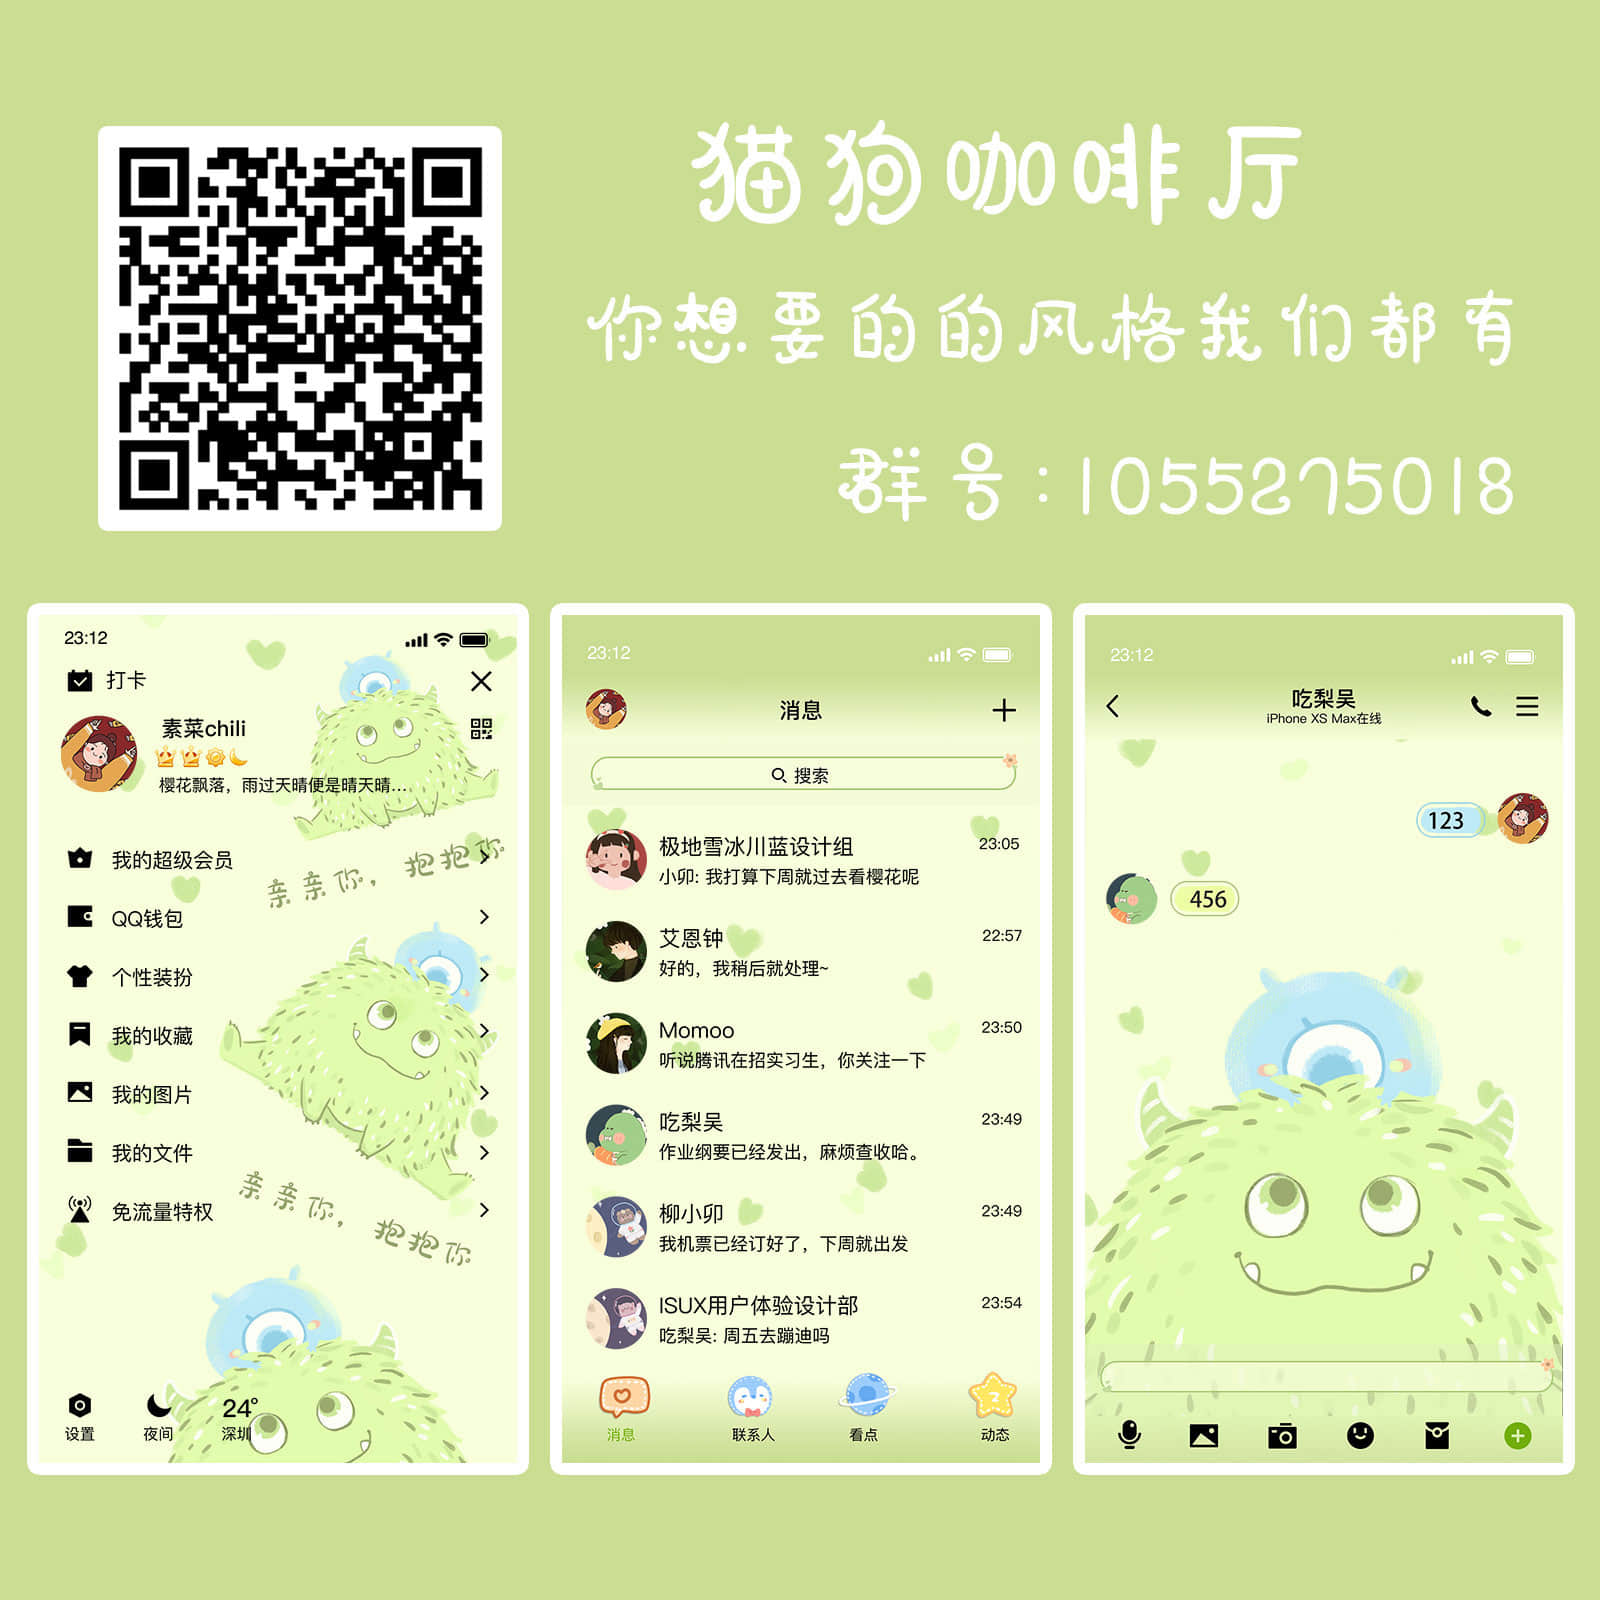 猫狗咖啡厅
你想要的的风格我们都有
群号:1055275018
23:12
打卡
素菜chili
樱花飘落，雨过天晴便是晴天晴...
我的超级会员
亲亲你，抱抱你
QQ钱包
个性装扮
我的收藏
我的图片
我的文件
免流量特权
亲亲你，抱抱你
24°
设置
夜间
深圳
23:12
消息
搜索
极地雪冰川蓝设计组
23:05
小卯: 我打算下周就过去看樱花呢
艾恩钟
22:57
好的，我稍后就处理~
Momoo
23:50
听说腾讯在招实习生，你关注一下
吃梨吴
23:49
作业纲要已经发出，麻烦查收哈。
柳小卯
23:49
我机票已经订好了，下周就出发
ISUX用户体验设计部
23:54
吃梨吴: 周五去蹦迪吗
消息
联系人
看点
动态
23:12
吃梨吴
iPhone XS Max在线
123
456